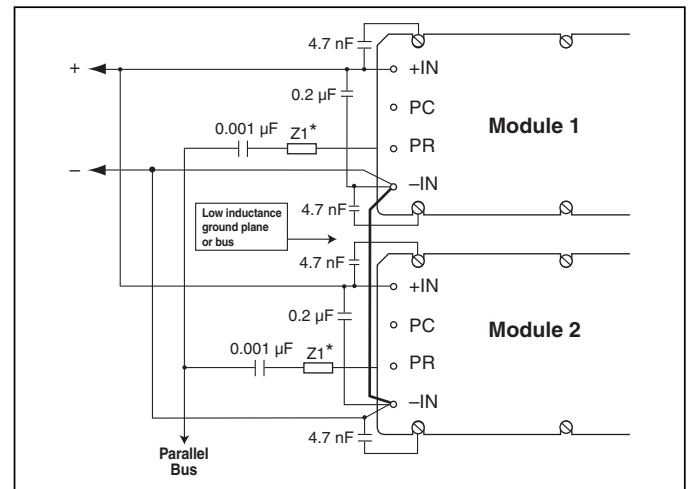 4.7 nF
+
+IN
0.2 µF
PC
Module 1
0.001 µF
Z1*
PR
–
–IN
4.7 nF
Low inductance
ground plane
or bus
4.7 nF
+IN
0.2 µF
PC
Module 2
0.001 µF
Z1*
PR
–IN
4.7 nF
Parallel
Bus